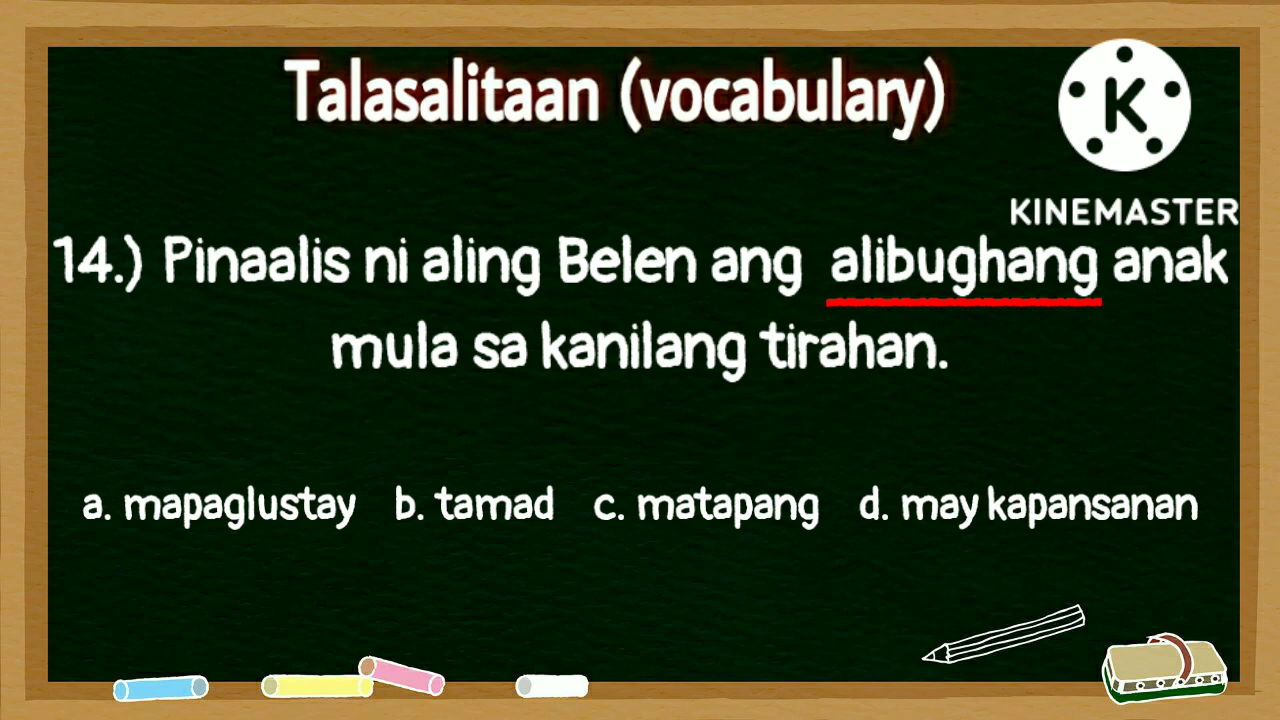 Talasalitaan (vocabulary)
K
KINEMASTER
14.) Pinaalis ni aling Belen ang alibughang anak
mula sa kanilang tirahan.
a. mapaglustay b. tamad c. matapang d. may kapansanan